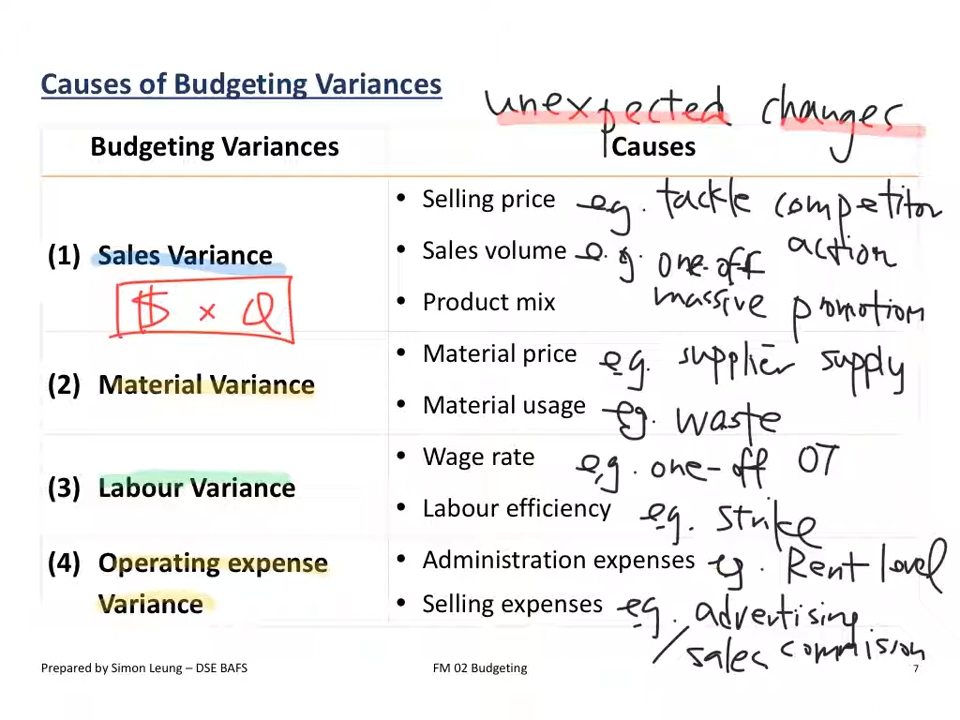 Causes of Budgeting Variances
unexpected changes
Budgeting Variances Causes
• Selling price e.g. tackle competitor action
(1) Sales Variance
• Sales volume e.g. one-off massive promotion
$ × Q
• Product mix
• Material price e.g. supplier supply
(2) Material Variance
• Material usage e.g. waste
• Wage rate e.g. one-off OT
(3) Labour Variance
• Labour efficiency e.g. strike
(4) Operating expense
Variance
• Administration expenses eg. Rent level
• Selling expenses e.g. advertising
/ sales commision
Prepared by Simon Leung – DSE BAFS FM 02 Budgeting 7